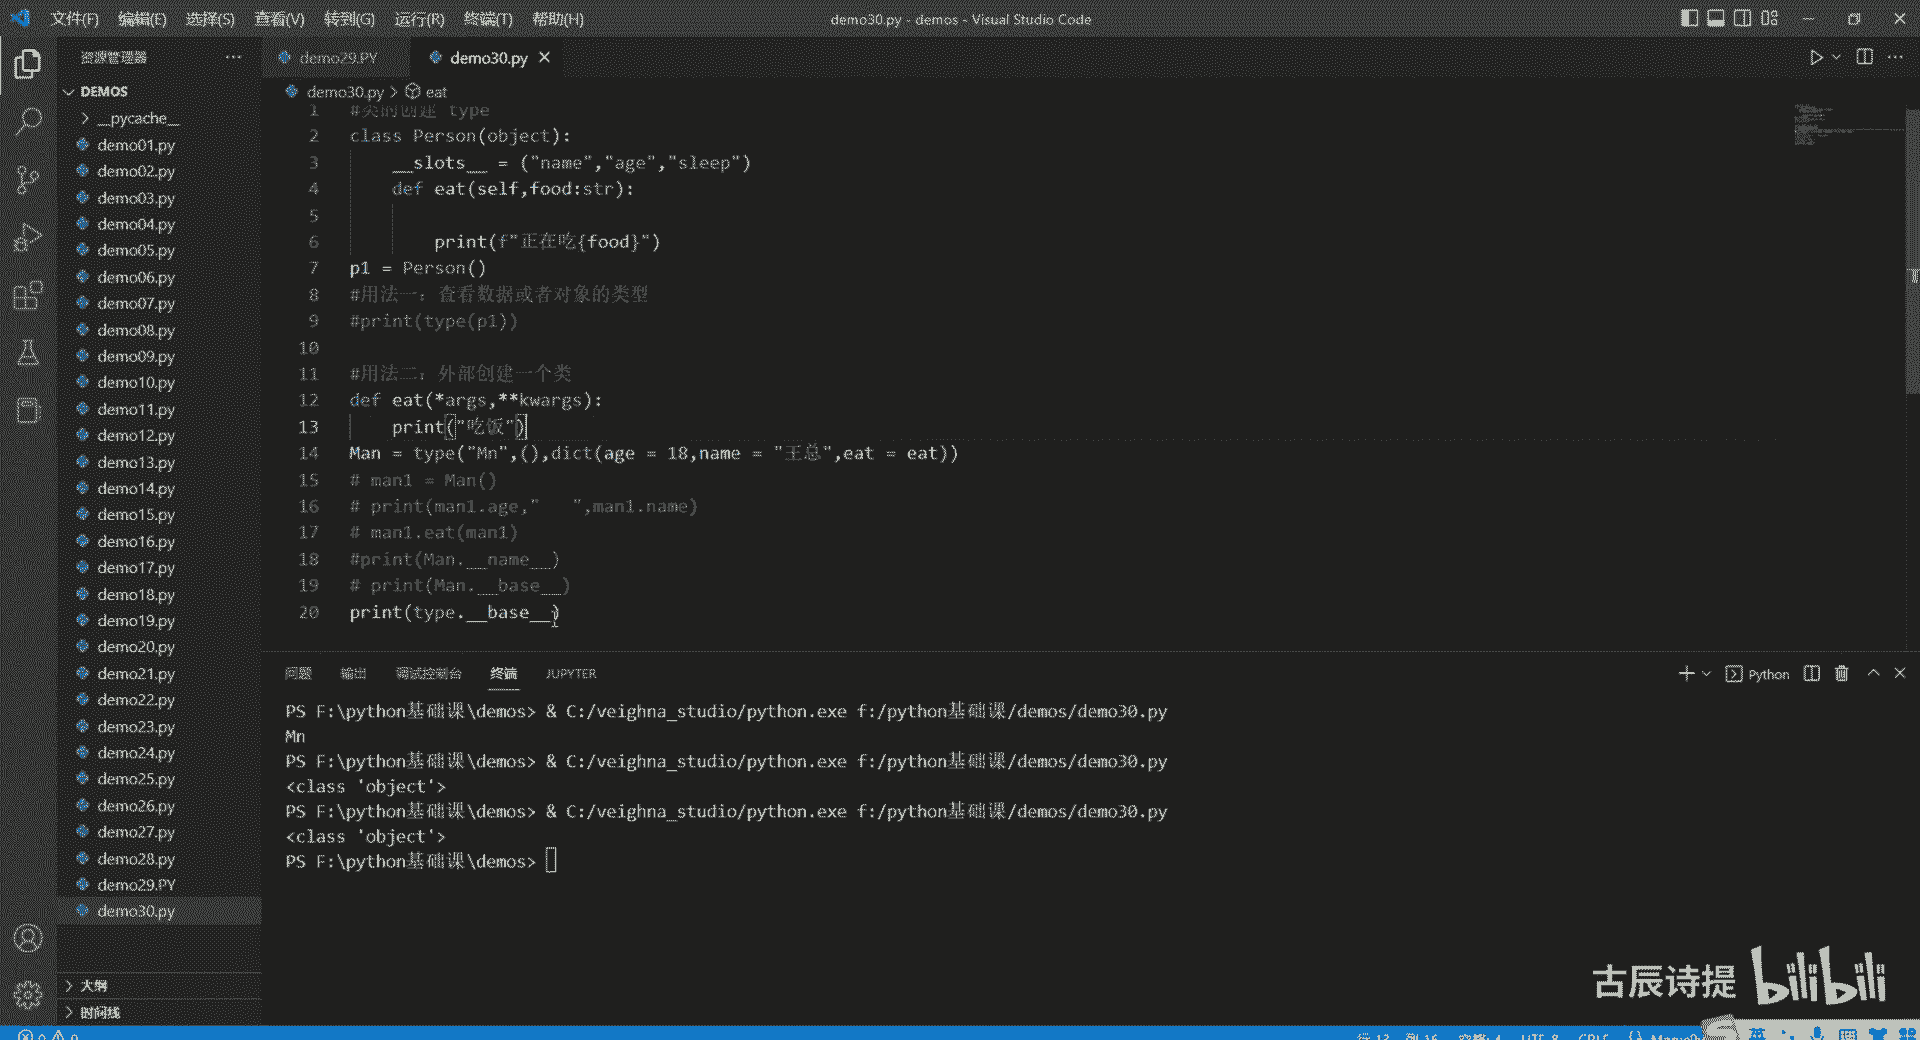 文件(F) 编辑(E) 选择(S) 查看(V) 转到(G) 运行(R) 终端(T) 帮助(H) demo30.py - demos - Visual Studio Code
资源管理器 ··· demo29.PY demo30.py
DEMOS
demo30.py > eat
__pycache__
demo01.py
demo02.py
demo03.py
demo04.py
demo05.py
demo06.py
demo07.py
demo08.py
demo09.py
demo10.py
demo11.py
demo12.py
demo13.py
demo14.py
demo15.py
demo16.py
demo17.py
demo18.py
demo19.py
demo20.py
demo21.py
demo22.py
demo23.py
demo24.py
demo25.py
demo26.py
demo27.py
demo28.py
demo29.PY
demo30.py
大纲
时间线
1 #类的创建 type
2 class Person(object):
3 __slots__ = ("name","age","sleep")
4 def eat(self,food:str):
5
6 print(f"正在吃{food}")
7 p1 = Person()
8 #用法一：查看数据或者对象的类型
9 #print(type(p1))
10
11 #用法二：外部创建一个类
12 def eat(*args,**kwargs):
13 print("吃饭")
14 Man = type("Mn",(),dict(age = 18,name = "王总",eat = eat))
15 # man1 = Man()
16 # print(man1.age,"   ",man1.name)
17 # man1.eat(man1)
18 #print(Man.__name__)
19 # print(Man.__base__)
20 print(type.__base__)
问题 输出 调试控制台 终端 JUPYTER Python
PS F:\python基础课\demos> & C:/veighna_studio/python.exe f:/python基础课/demos/demo30.py
Mn
PS F:\python基础课\demos> & C:/veighna_studio/python.exe f:/python基础课/demos/demo30.py
<class 'object'>
PS F:\python基础课\demos> & C:/veighna_studio/python.exe f:/python基础课/demos/demo30.py
<class 'object'>
PS F:\python基础课\demos>
古辰诗提 bilibili